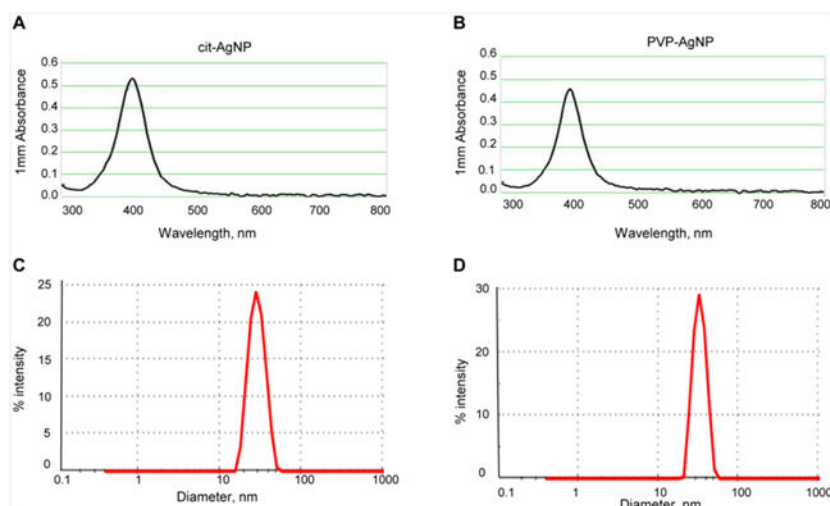 A
cit-AgNP
0.6
0.5
0.4
0.3
0.2
0.1
0.0
1mm Absorbance
300 400 500 600 700 800
Wavelength, nm
B
PVP-AgNP
0.6
0.5
0.4
0.3
0.2
0.1
0.0
1mm Absorbance
300 400 500 600 700 800
Wavelength, nm
C
25
20
15
10
5
0
% intensity
0.1 1 10 100 1000
Diameter, nm
D
30
20
10
0
% intensity
0.1 1 10 100 1000
Diameter, nm